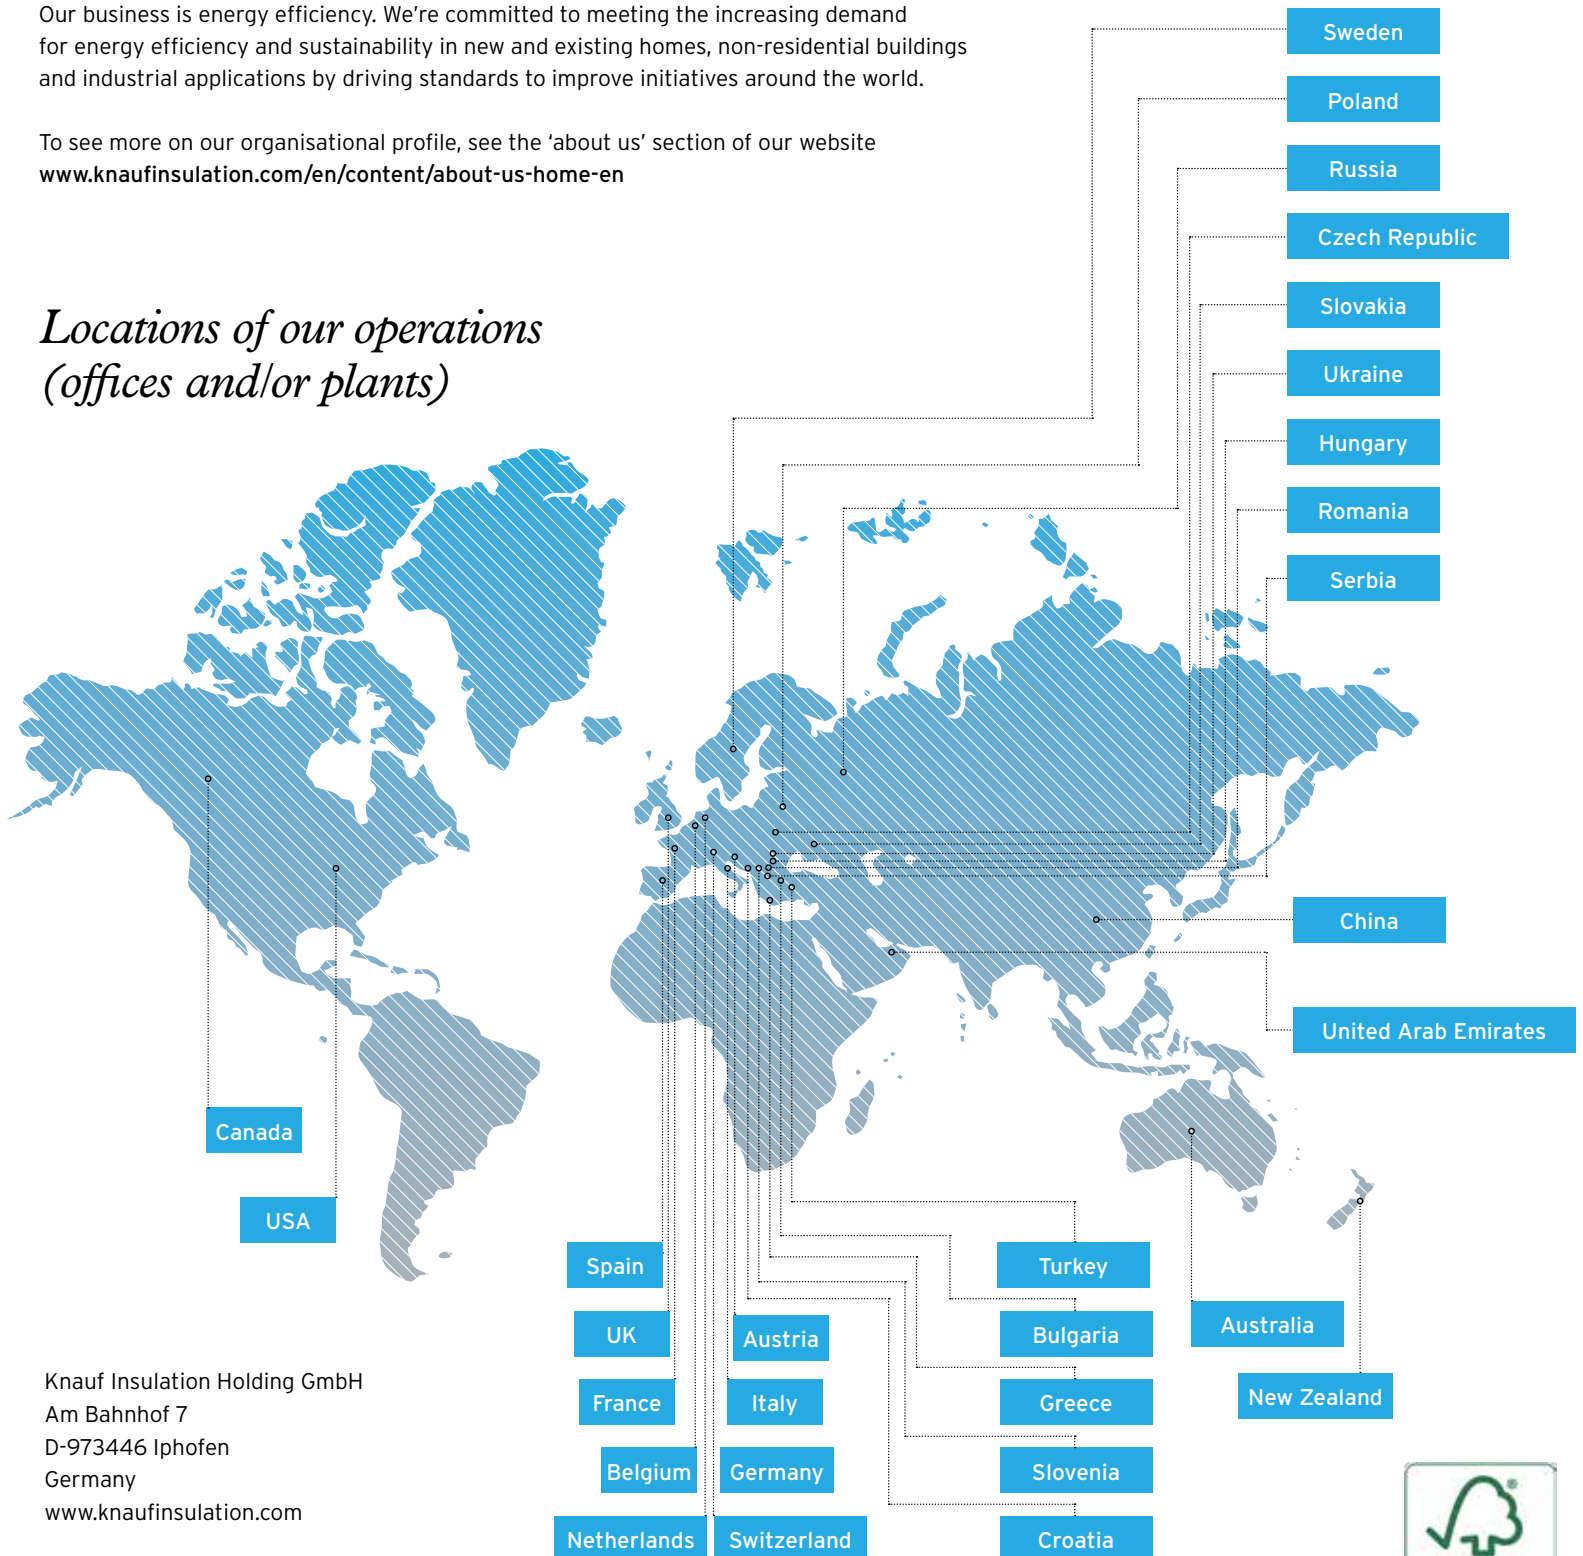 Our business is energy efficiency. We’re committed to meeting the increasing demand
for energy efficiency and sustainability in new and existing homes, non-residential buildings
and industrial applications by driving standards to improve initiatives around the world.
To see more on our organisational profile, see the ‘about us’ section of our website
www.knaufinsulation.com/en/content/about-us-home-en
Locations of our operations
(offices and/or plants)
Sweden
Poland
Russia
Czech Republic
Slovakia
Ukraine
Hungary
Romania
Serbia
China
United Arab Emirates
Canada
USA
Spain
UK
France
Belgium
Netherlands
Austria
Italy
Germany
Switzerland
Turkey
Bulgaria
Greece
Slovenia
Croatia
Australia
New Zealand
Knauf Insulation Holding GmbH
Am Bahnhof 7
D-973446 Iphofen
Germany
www.knaufinsulation.com